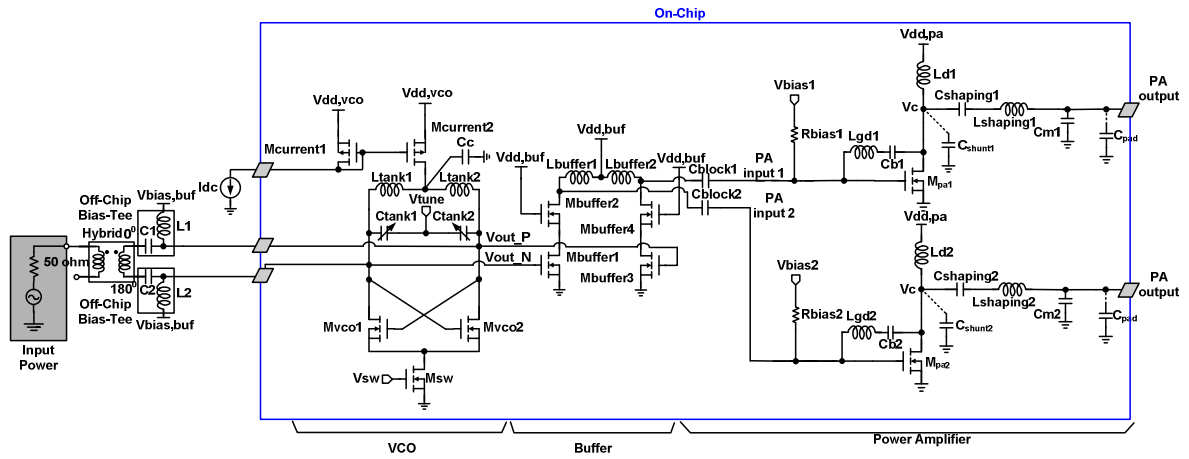 On-Chip
Vdd,vco
Vdd,vco
Mcurrent2
Mcurrent1
Cc
Ltank1
Ltank2
Vtune
Ctank1
Ctank2
Idc
Off-Chip
Bias-Tee
Vbias,buf
Hybrid
0⁰
C1
L1
50 ohm
180⁰
C2
L2
Off-Chip
Bias-Tee
Vbias,buf
Input
Power
Vout_P
Vout_N
Mvco1
Mvco2
Vsw
Msw
Vdd,buf
Vdd,buf
Lbuffer1
Lbuffer2
Vdd,buf
Mbuffer2
Mbuffer4
Mbuffer1
Mbuffer3
Cblock1
Cblock2
PA
input 1
PA
input 2
Vbias1
Rbias1
Lgd1
Cb1
Vdd,pa
Ld1
Vc
Cshaping1
Lshaping1
Cshunt1
Mpa1
Cm1
Cpad
PA
output
Vbias2
Rbias2
Lgd2
Cb2
Vdd,pa
Ld2
Vc
Cshaping2
Lshaping2
Cshunt2
Mpa2
Cm2
Cpad
PA
output
VCO
Buffer
Power Amplifier